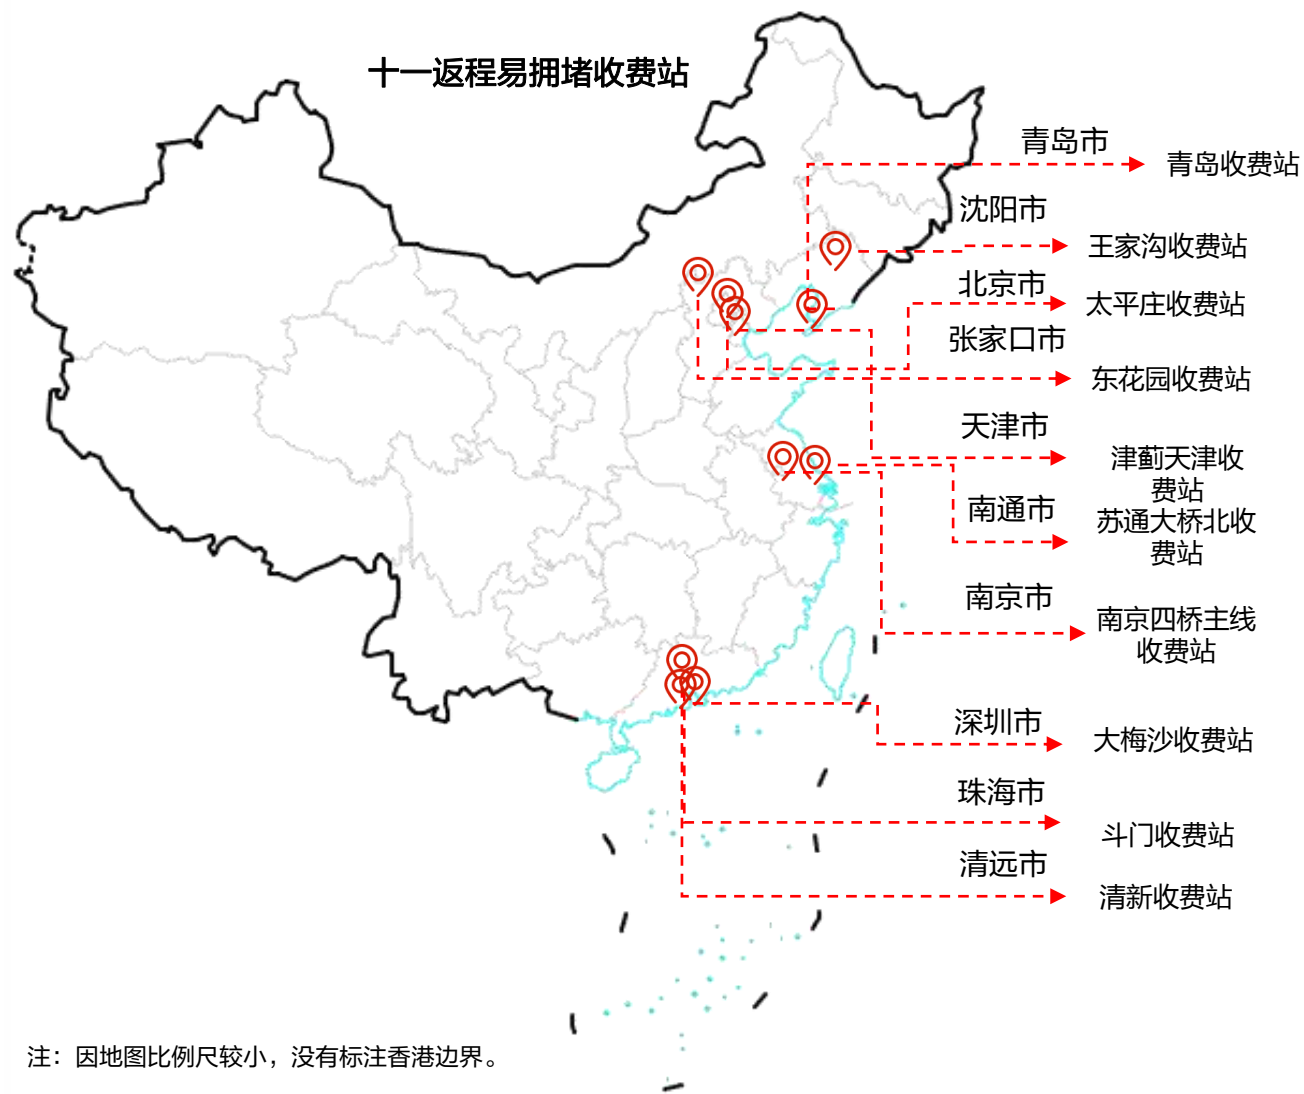 十一返程易拥堵收费站
青岛市
青岛收费站
沈阳市
王家沟收费站
北京市
太平庄收费站
张家口市
东花园收费站
天津市
津蓟天津收
费站
南通市
苏通大桥北收
费站
南京市
南京四桥主线
收费站
深圳市
大梅沙收费站
珠海市
斗门收费站
清远市
清新收费站
注：因地图比例尺较小，没有标注香港边界。